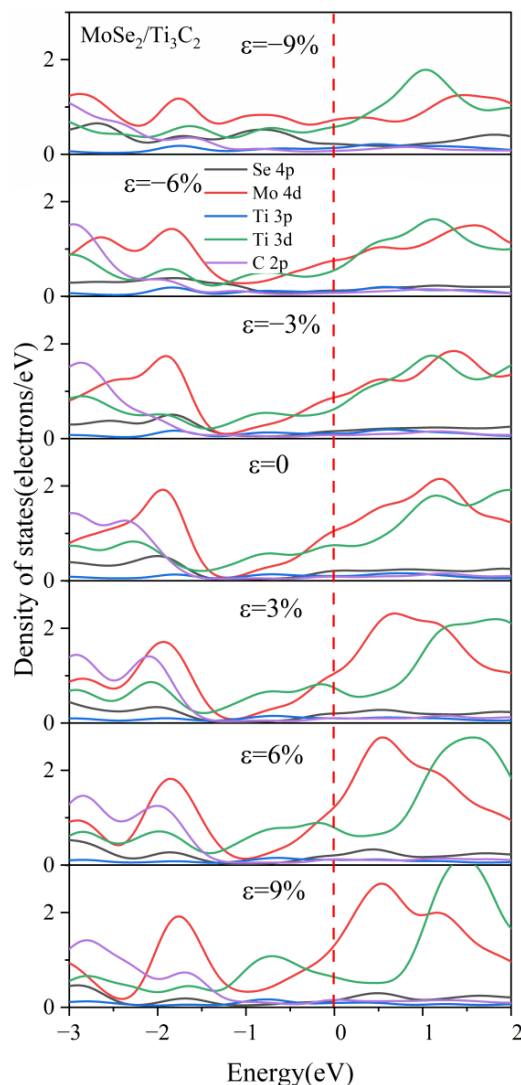 MoSe₂/Ti₃C₂
ε=−9%
2
0
ε=−6%
Se 4p
Mo 4d
Ti 3p
Ti 3d
C 2p
2
0
ε=−3%
2
0
ε=0
2
0
ε=3%
2
0
ε=6%
2
0
ε=9%
2
0
−3 −2 −1 0 1 2
Energy(eV)
Density of states(electrons/eV)